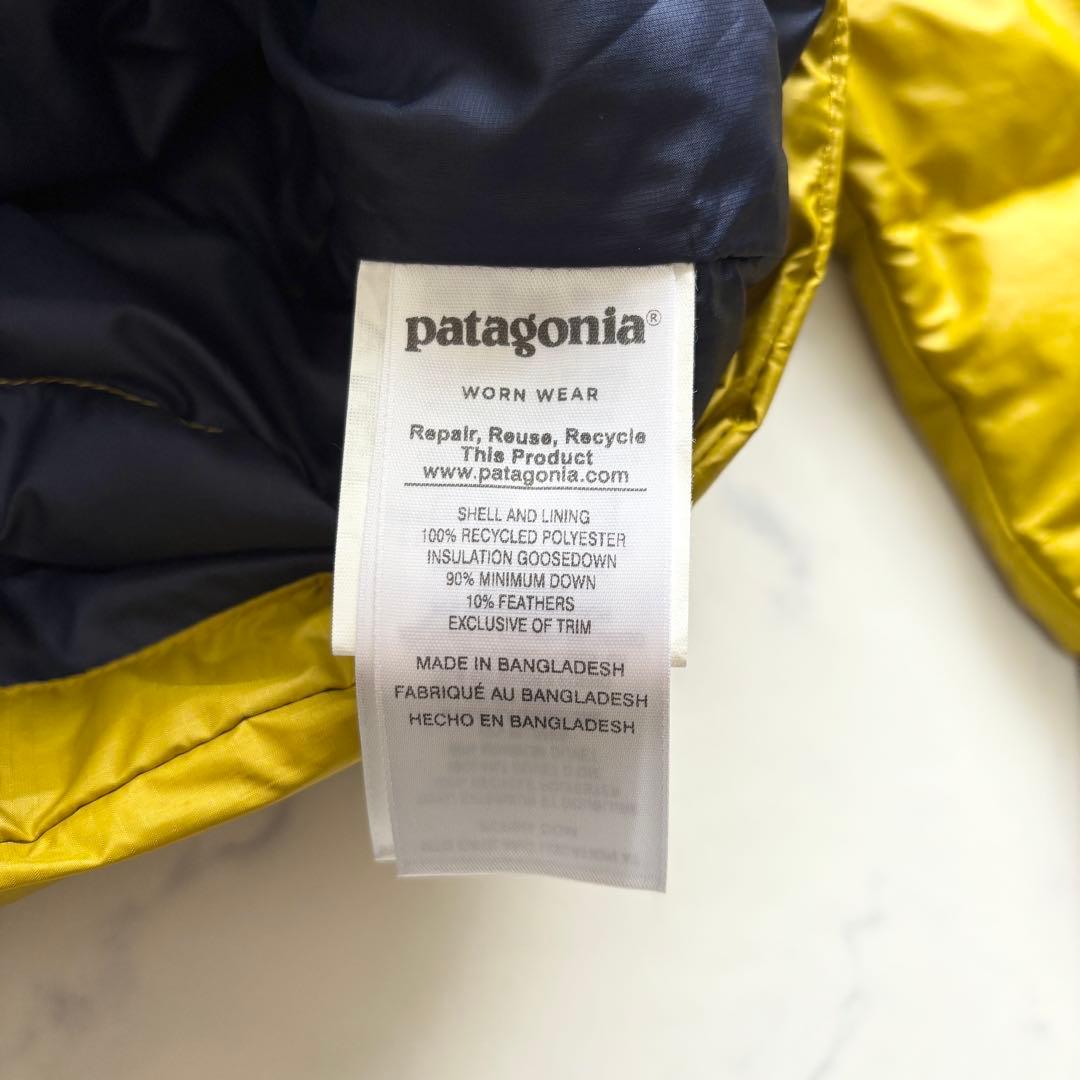 patagonia®
WORN WEAR
Repair, Reuse, Recycle
This Product
www.patagonia.com
SHELL AND LINING
100% RECYCLED POLYESTER
INSULATION GOOSEDOWN
90% MINIMUM DOWN
10% FEATHERS
EXCLUSIVE OF TRIM
MADE IN BANGLADESH
FABRIQUÉ AU BANGLADESH
HECHO EN BANGLADESH